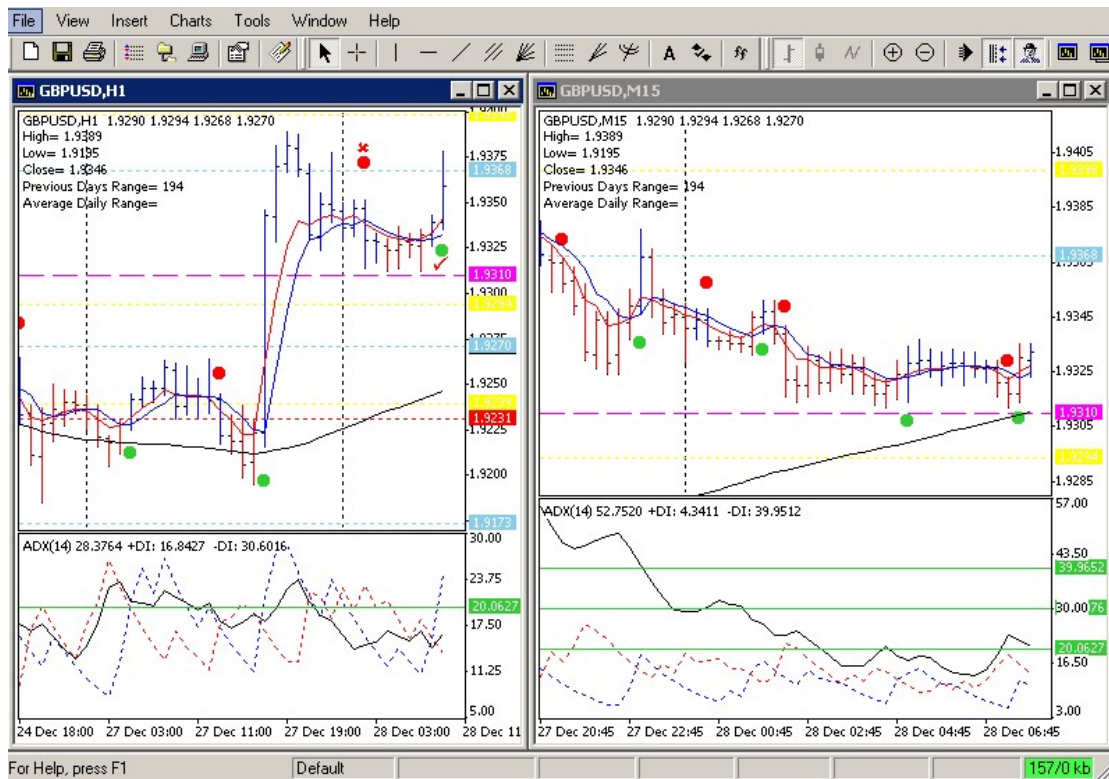 File View Insert Charts Tools Window Help
A
GBPUSD,H1
GBPUSD,H1 1.9290 1.9294 1.9268 1.9270
High= 1.9389
Low= 1.9195
Close= 1.9346
Previous Days Range= 194
Average Daily Range=
1.9375
1.9368
1.9350
1.9325
1.9310
1.9300
1.9294
1.9270
1.9250
1.9239
1.9231
1.9225
1.9200
1.9173
ADX(14) 28.3764 +DI: 16.8427 -DI: 30.6016
30.00
23.75
20.0627
17.50
11.25
5.00
24 Dec 18:00 27 Dec 03:00 27 Dec 11:00 27 Dec 19:00 28 Dec 03:00 28 Dec 11
GBPUSD,M15
GBPUSD,M15 1.9290 1.9294 1.9268 1.9270
High= 1.9389
Low= 1.9195
Close= 1.9346
Previous Days Range= 194
Average Daily Range=
1.9405
1.9385
1.9368
1.9345
1.9325
1.9310
1.9305
1.9294
1.9285
ADX(14) 52.7520 +DI: 4.3411 -DI: 39.9512
57.00
43.50
39.9652
30.00
20.0627
16.50
3.00
27 Dec 20:45 27 Dec 22:45 28 Dec 00:45 28 Dec 02:45 28 Dec 04:45 28 Dec 06:45
For Help, press F1 Default 157/0 kb